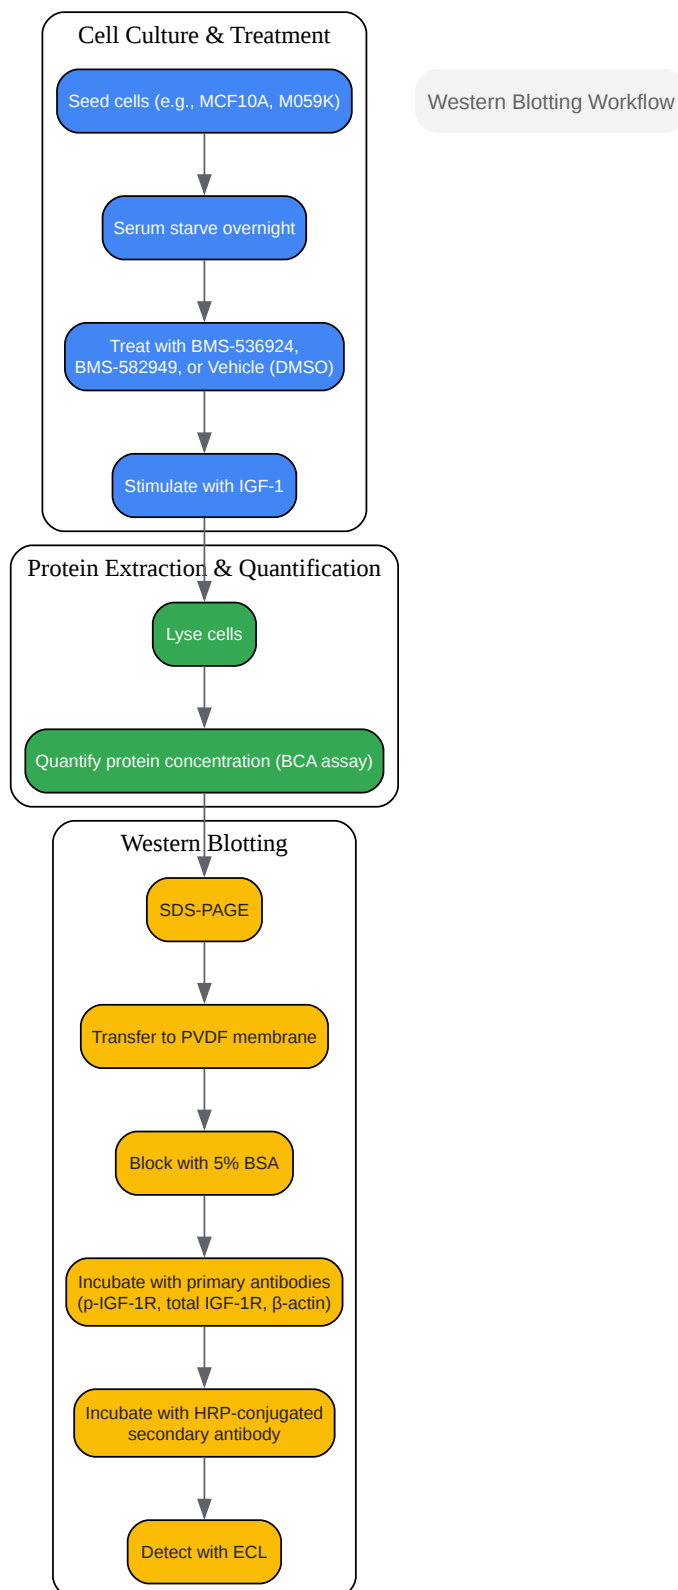 Cell Culture & Treatment
Seed cells (e.g., MCF10A, M059K)
Western Blotting Workflow
Serum starve overnight
Treat with BMS-536924,
BMS-582949, or Vehicle (DMSO)
Stimulate with IGF-1
Protein Extraction & Quantification
Lyse cells
Quantify protein concentration (BCA assay)
Western Blotting
SDS-PAGE
Transfer to PVDF membrane
Block with 5% BSA
Incubate with primary antibodies
(p-IGF-1R, total IGF-1R, β-actin)
Incubate with HRP-conjugated
secondary antibody
Detect with ECL